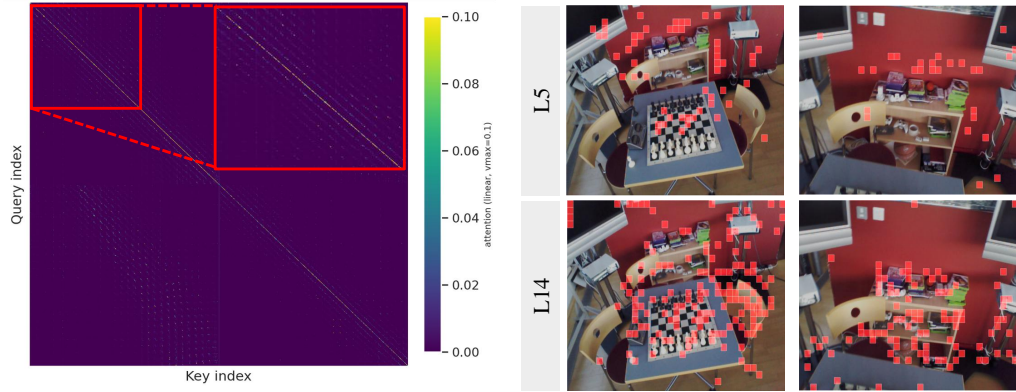 Query index
Key index
0.10
0.08
0.06
0.04
0.02
0.00
attention (linear, vmax=0.1)
L5
L14